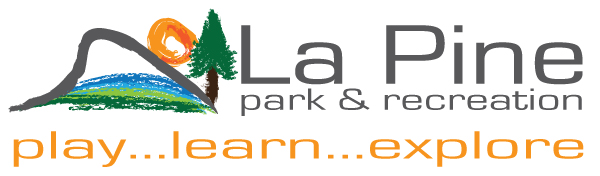 La Pine
park & recreation
play...learn...explore